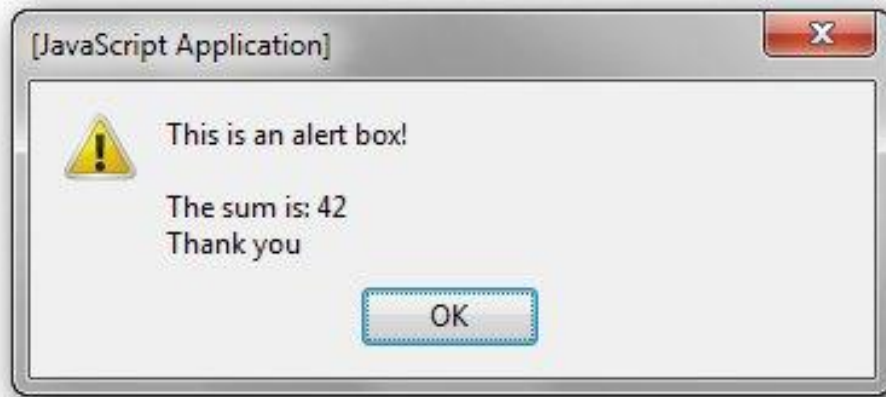 [JavaScript Application]
This is an alert box!
The sum is: 42
Thank you
OK